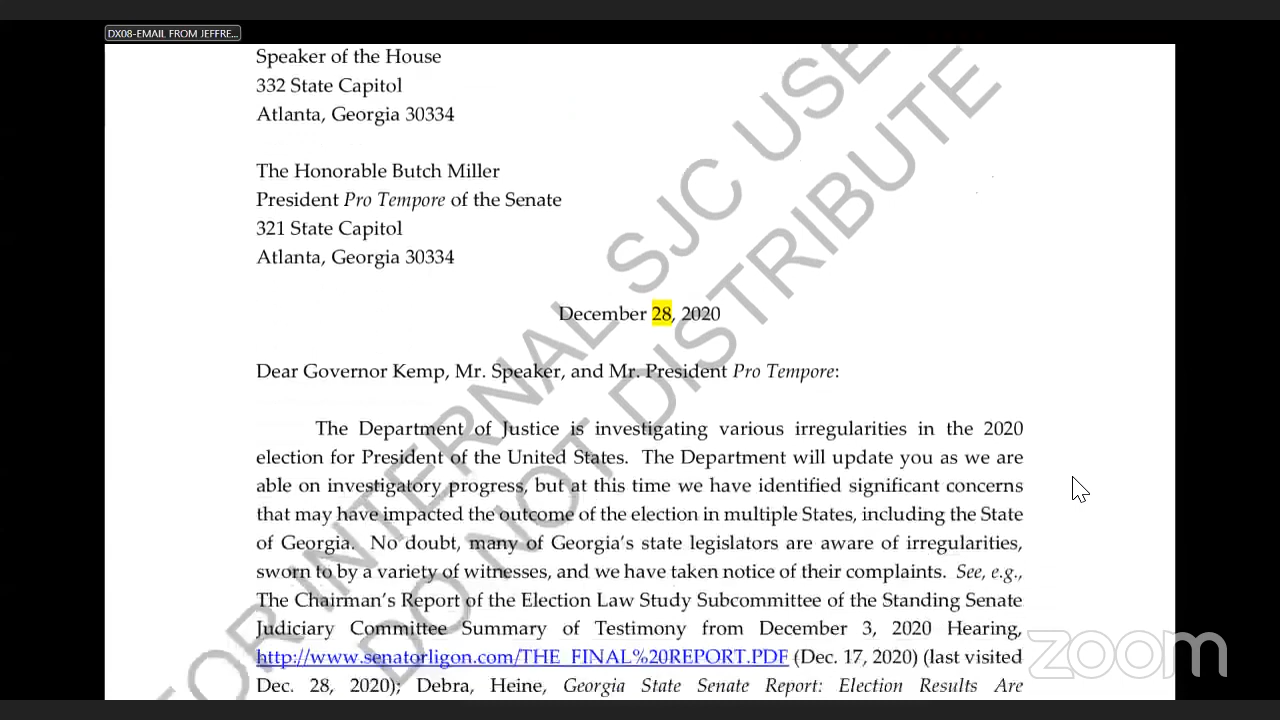 DX08-EMAIL FROM JEFFRE...
Speaker of the House
332 State Capitol
Atlanta, Georgia 30334
The Honorable Butch Miller
President Pro Tempore of the Senate
321 State Capitol
Atlanta, Georgia 30334
December 28, 2020
Dear Governor Kemp, Mr. Speaker, and Mr. President Pro Tempore:
The Department of Justice is investigating various irregularities in the 2020
election for President of the United States. The Department will update you as we are
able on investigatory progress, but at this time we have identified significant concerns
that may have impacted the outcome of the election in multiple States, including the State
of Georgia. No doubt, many of Georgia's state legislators are aware of irregularities,
sworn to by a variety of witnesses, and we have taken notice of their complaints. See, e.g.,
The Chairman's Report of the Election Law Study Subcommittee of the Standing Senate
Judiciary Committee Summary of Testimony from December 3, 2020 Hearing,
http://www.senatorligon.com/THE_FINAL%20REPORT.PDF (Dec. 17, 2020) (last visited
Dec. 28, 2020); Debra, Heine, Georgia State Senate Report: Election Results Are
FOR INTERNAL SJC USE
DO NOT DISTRIBUTE
zoom